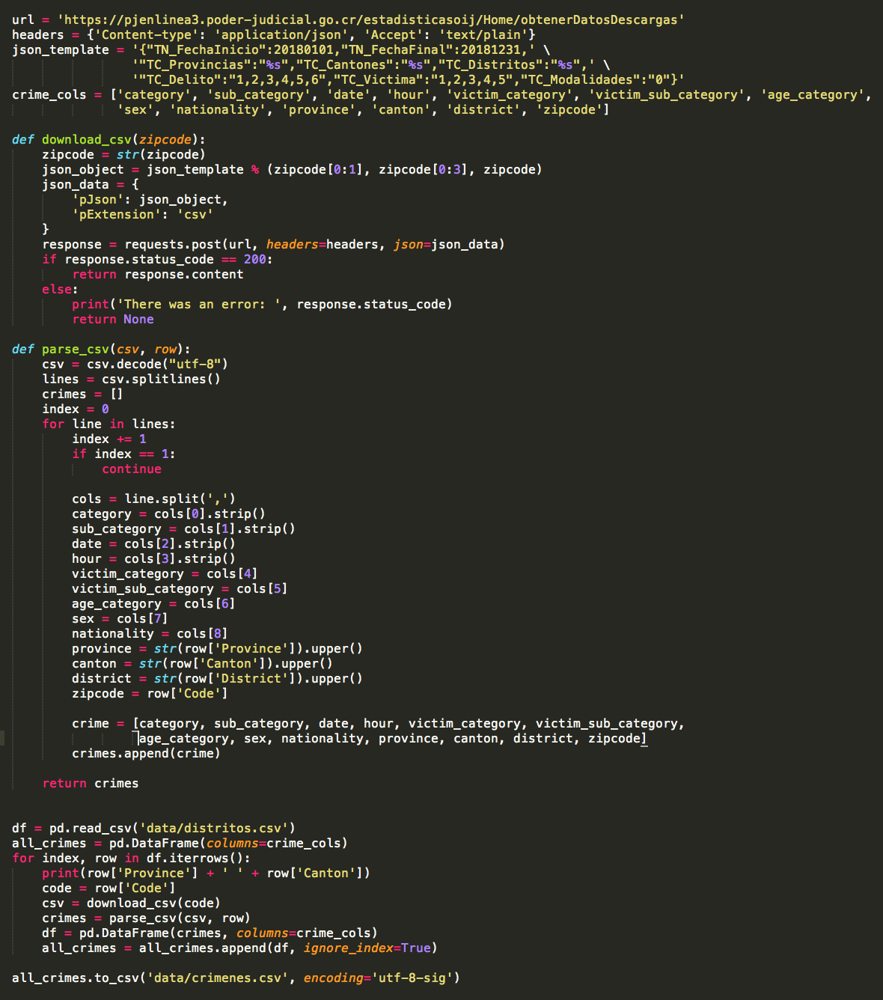 url = 'https://pjenlinea3.poder-judicial.go.cr/estadisticasoij/Home/obtenerDatosDescargas'
headers = {'Content-type': 'application/json', 'Accept': 'text/plain'}
json_template = '{"TN_FechaInicio":20180101,"TN_FechaFinal":20181231,' \
                '"TC_Provincias":"%s","TC_Cantones":"%s","TC_Distritos":"%s",' \
                '"TC_Delito":"1,2,3,4,5,6","TC_Victima":"1,2,3,4,5","TC_Modalidades":"0"}'
crime_cols = ['category', 'sub_category', 'date', 'hour', 'victim_category', 'victim_sub_category', 'age_category',
              'sex', 'nationality', 'province', 'canton', 'district', 'zipcode']

def download_csv(zipcode):
    zipcode = str(zipcode)
    json_object = json_template % (zipcode[0:1], zipcode[0:3], zipcode)
    json_data = {
        'pJson': json_object,
        'pExtension': 'csv'
    }
    response = requests.post(url, headers=headers, json=json_data)
    if response.status_code == 200:
        return response.content
    else:
        print('There was an error: ', response.status_code)
        return None

def parse_csv(csv, row):
    csv = csv.decode("utf-8")
    lines = csv.splitlines()
    crimes = []
    index = 0
    for line in lines:
        index += 1
        if index == 1:
            continue

        cols = line.split(',')
        category = cols[0].strip()
        sub_category = cols[1].strip()
        date = cols[2].strip()
        hour = cols[3].strip()
        victim_category = cols[4]
        victim_sub_category = cols[5]
        age_category = cols[6]
        sex = cols[7]
        nationality = cols[8]
        province = str(row['Province']).upper()
        canton = str(row['Canton']).upper()
        district = str(row['District']).upper()
        zipcode = row['Code']

        crime = [category, sub_category, date, hour, victim_category, victim_sub_category,
                 age_category, sex, nationality, province, canton, district, zipcode]
        crimes.append(crime)

    return crimes


df = pd.read_csv('data/distritos.csv')
all_crimes = pd.DataFrame(columns=crime_cols)
for index, row in df.iterrows():
    print(row['Province'] + ' ' + row['Canton'])
    code = row['Code']
    csv = download_csv(code)
    crimes = parse_csv(csv, row)
    df = pd.DataFrame(crimes, columns=crime_cols)
    all_crimes = all_crimes.append(df, ignore_index=True)

all_crimes.to_csv('data/crimenes.csv', encoding='utf-8-sig')